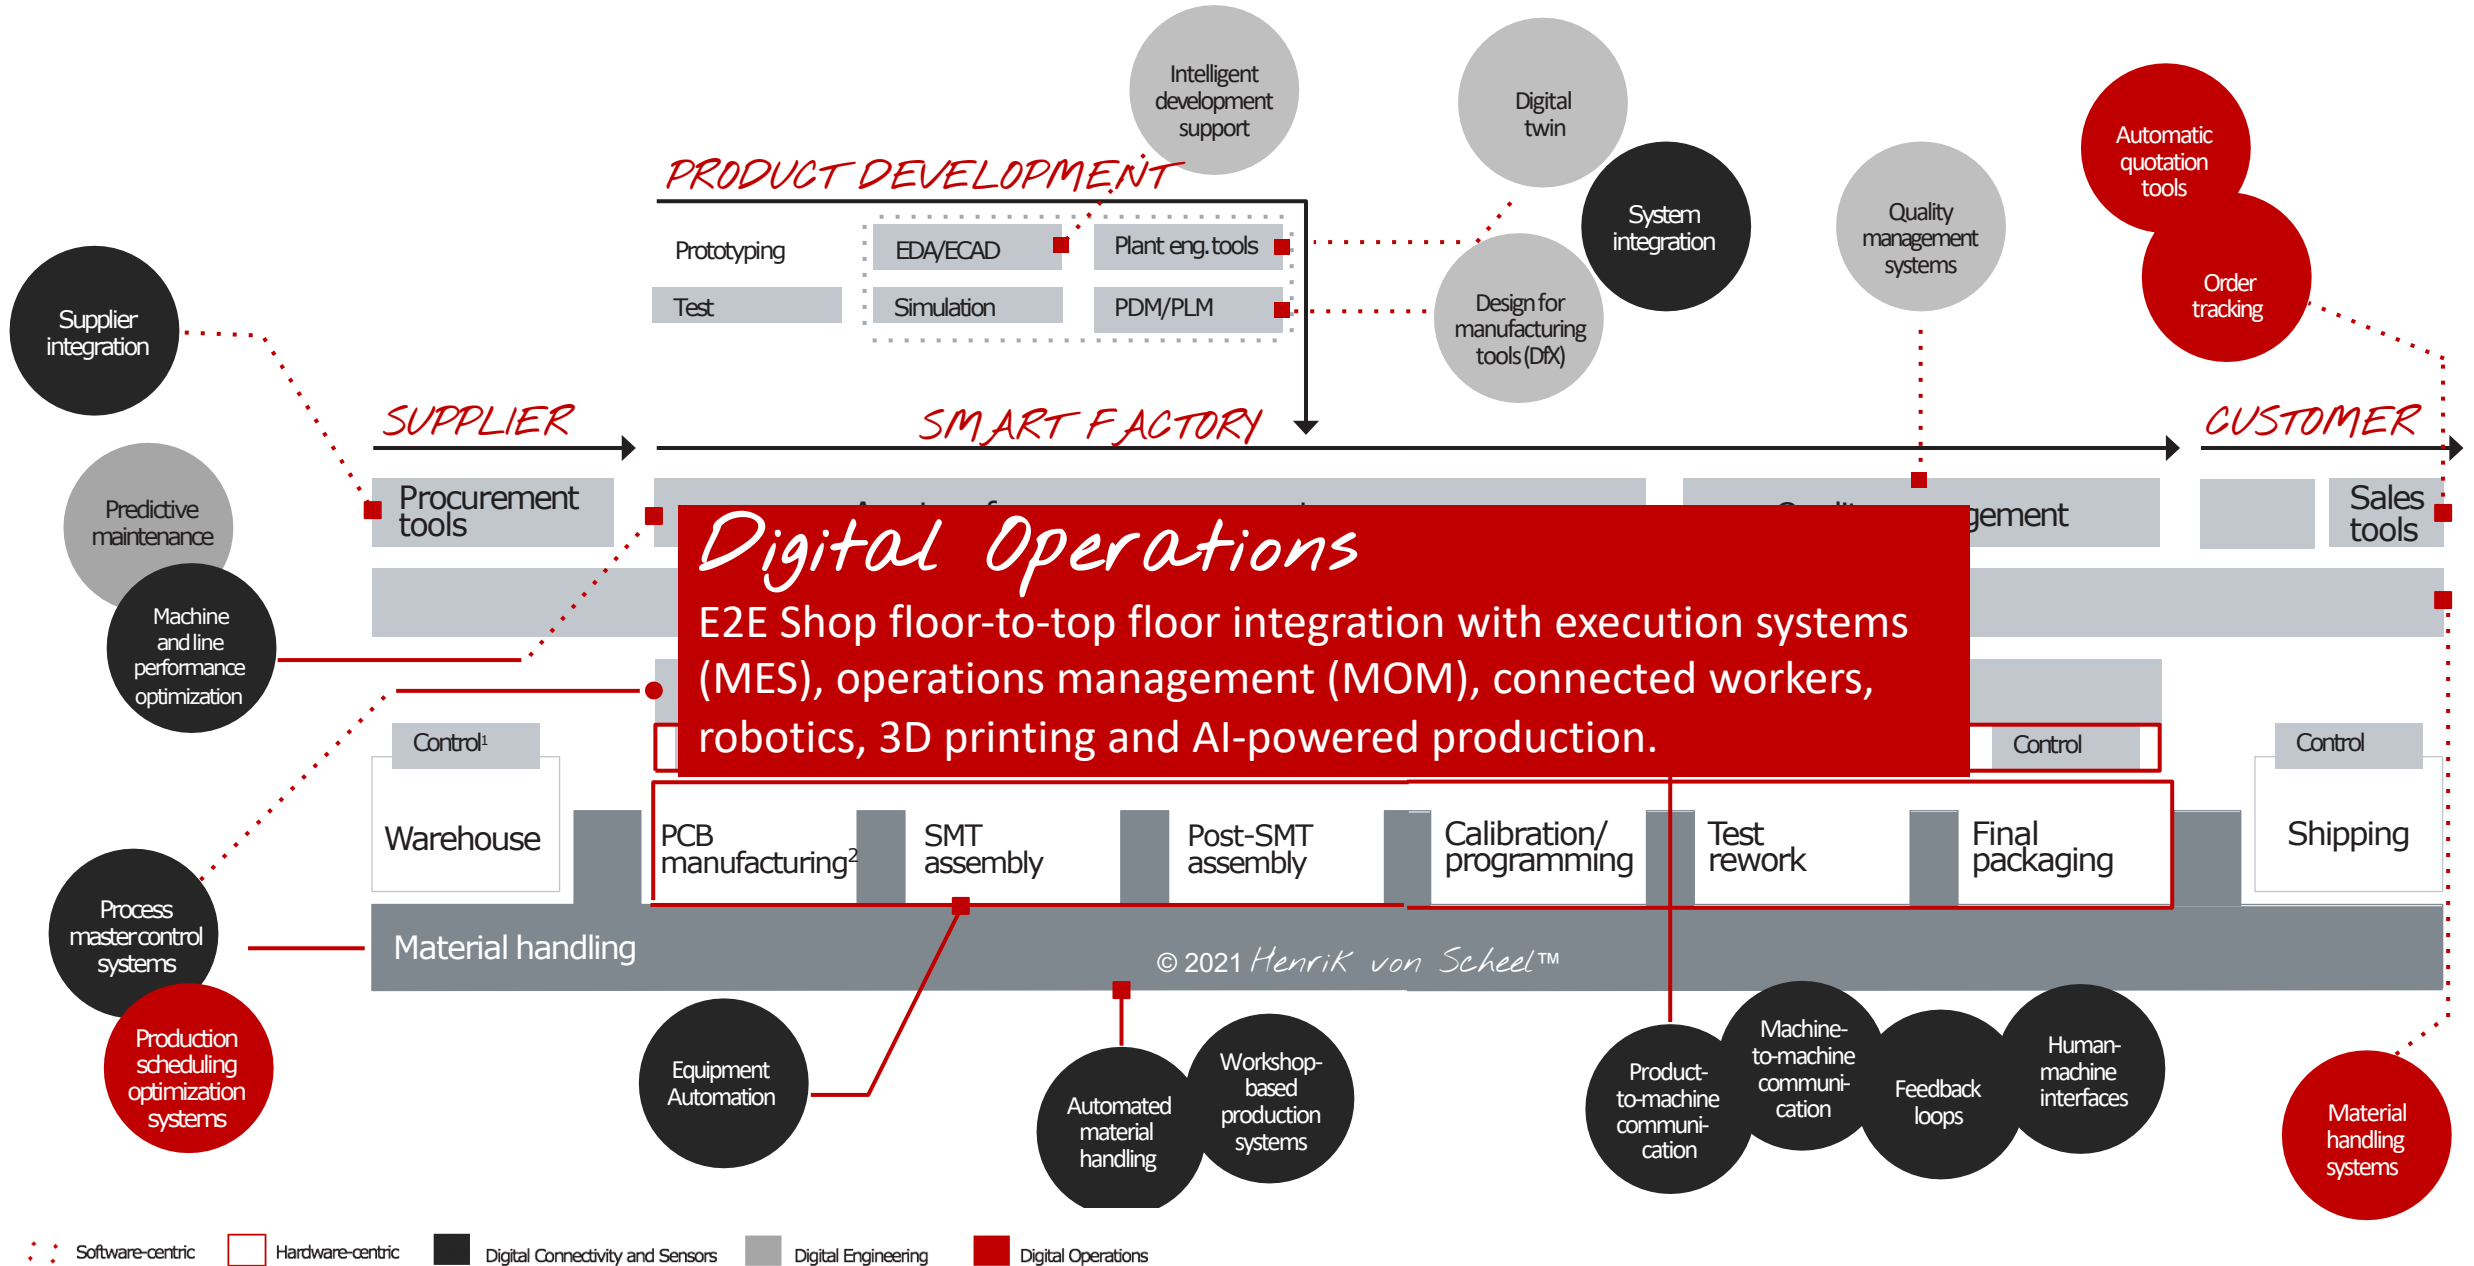 Intelligent
development
support
Digital
twin
Automatic
quotation
tools
PRODUCT DEVELOPMENT
System
integration
Quality
management
systems
Order
tracking
Prototyping
EDA/ECAD
Plant eng. tools
Test
Simulation
PDM/PLM
Design for
manufacturing
tools (DfX)
Supplier
integration
SUPPLIER
SMART FACTORY
CUSTOMER
Predictive
maintenance
Procurement
tools
Sales
tools
Machine
and line
performance
optimization
Digital Operations
E2E Shop floor-to-top floor integration with execution systems
(MES), operations management (MOM), connected workers,
robotics, 3D printing and AI-powered production.
Control¹
Control
Control
Warehouse
PCB
manufacturing²
SMT
assembly
Post-SMT
assembly
Calibration/
programming
Test
rework
Final
packaging
Shipping
Process
master control
systems
Material handling
© 2021 Henrik von Scheel™
Production
scheduling
optimization
systems
Equipment
Automation
Automated
material
handling
Workshop-
based
production
systems
Product-
to-machine
communi-
cation
Machine-
to-machine
communi-
cation
Feedback
loops
Human-
machine
interfaces
Material
handling
systems
Software-centric
Hardware-centric
Digital Connectivity and Sensors
Digital Engineering
Digital Operations